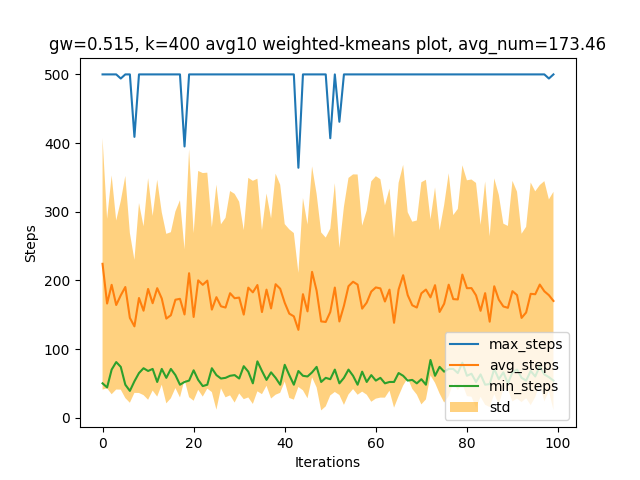 gw=0.515, k=400 avg10 weighted-kmeans plot, avg_num=173.46
500
400
300
200
100
0
Steps
0 20 40 60 80 100
Iterations
max_steps
avg_steps
min_steps
std